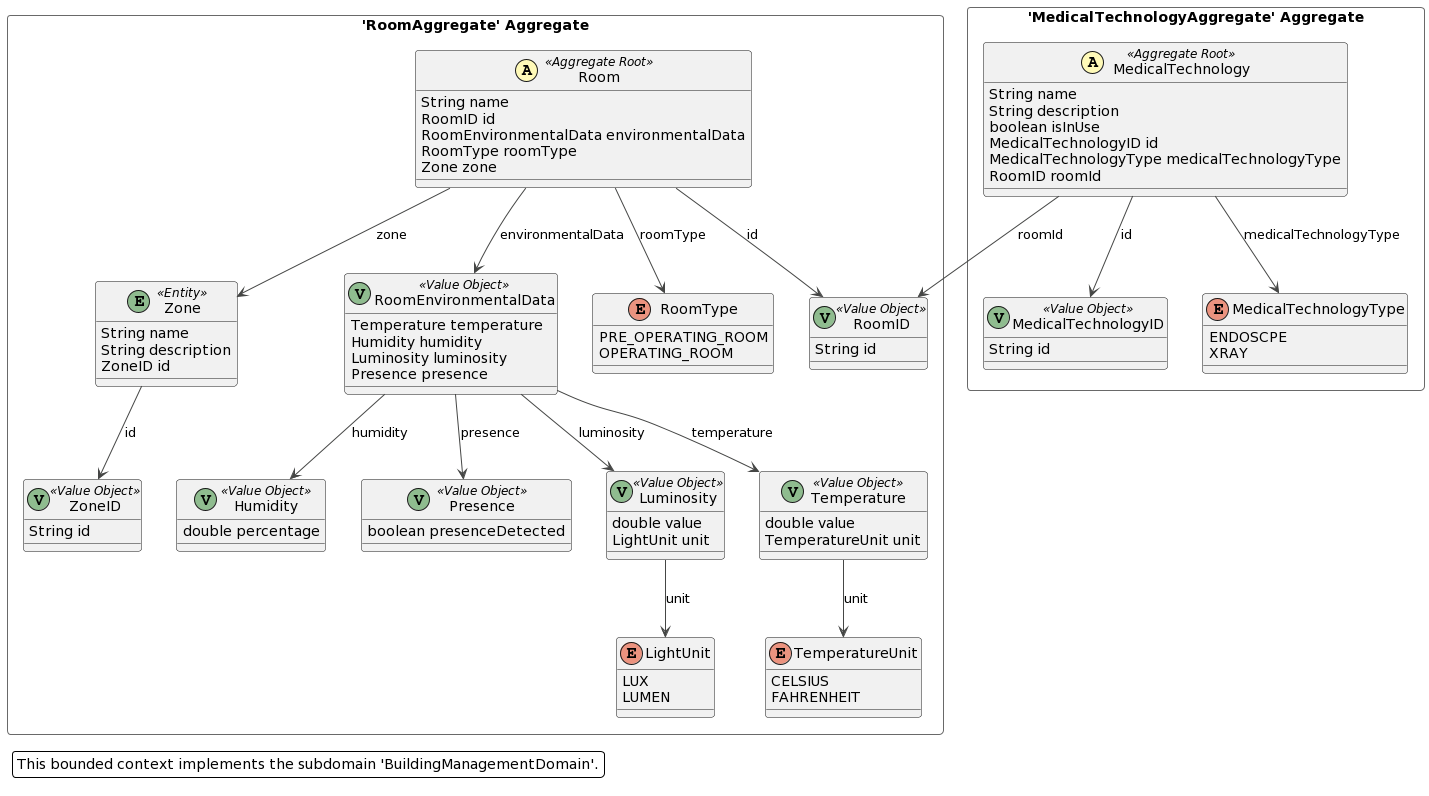 'RoomAggregate' Aggregate
A
«Aggregate Root»
Room
String name
RoomID id
RoomEnvironmentalData environmentalData
RoomType roomType
Zone zone
zone
environmentalData
roomType
id
E
«Entity»
Zone
String name
String description
ZoneID id
V
«Value Object»
RoomEnvironmentalData
Temperature temperature
Humidity humidity
Luminosity luminosity
Presence presence
E
RoomType
PRE_OPERATING_ROOM
OPERATING_ROOM
V
«Value Object»
RoomID
String id
id
humidity
presence
luminosity
temperature
V
«Value Object»
ZoneID
String id
V
«Value Object»
Humidity
double percentage
V
«Value Object»
Presence
boolean presenceDetected
V
«Value Object»
Luminosity
double value
LightUnit unit
V
«Value Object»
Temperature
double value
TemperatureUnit unit
unit
unit
E
LightUnit
LUX
LUMEN
E
TemperatureUnit
CELSIUS
FAHRENHEIT
'MedicalTechnologyAggregate' Aggregate
A
«Aggregate Root»
MedicalTechnology
String name
String description
boolean isInUse
MedicalTechnologyID id
MedicalTechnologyType medicalTechnologyType
RoomID roomId
roomId
id
medicalTechnologyType
V
«Value Object»
MedicalTechnologyID
String id
E
MedicalTechnologyType
ENDOSCPE
XRAY
This bounded context implements the subdomain 'BuildingManagementDomain'.